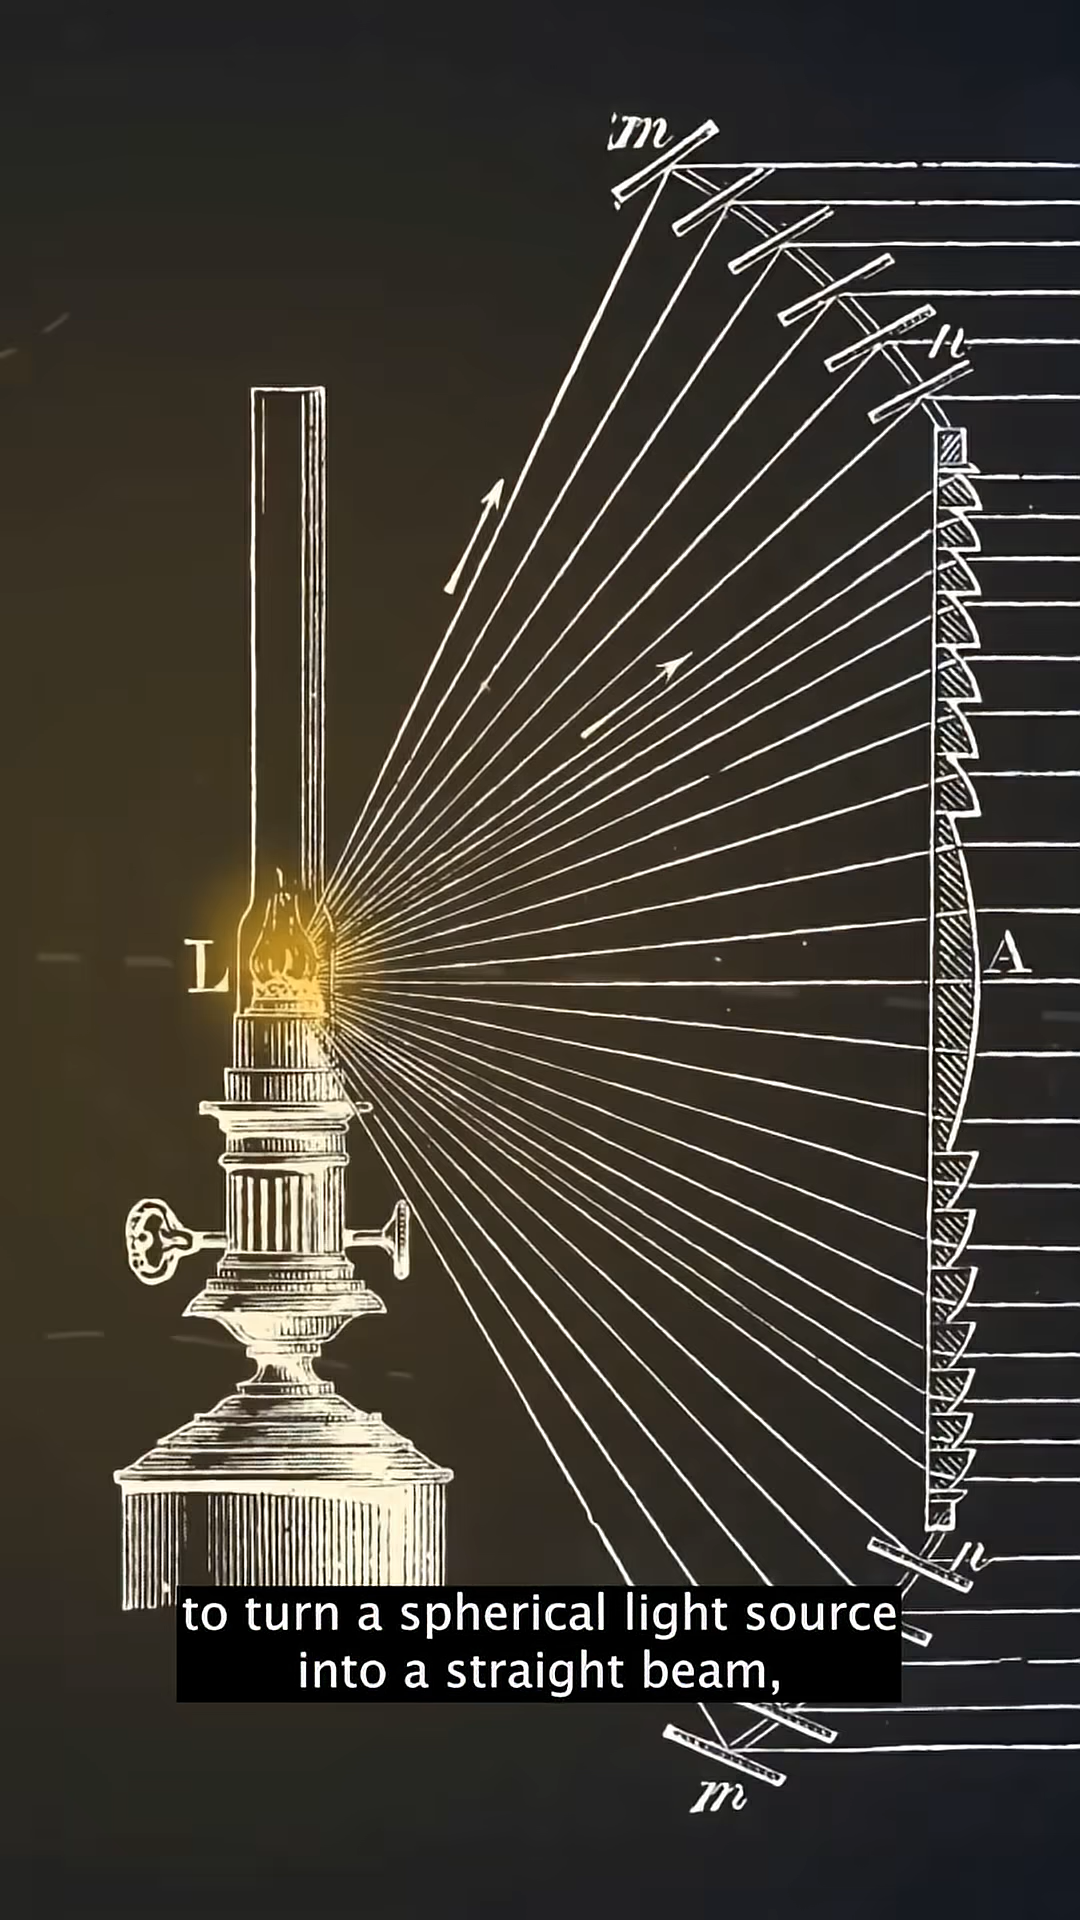 m
n
L
A
n
to turn a spherical light source
into a straight beam,
m